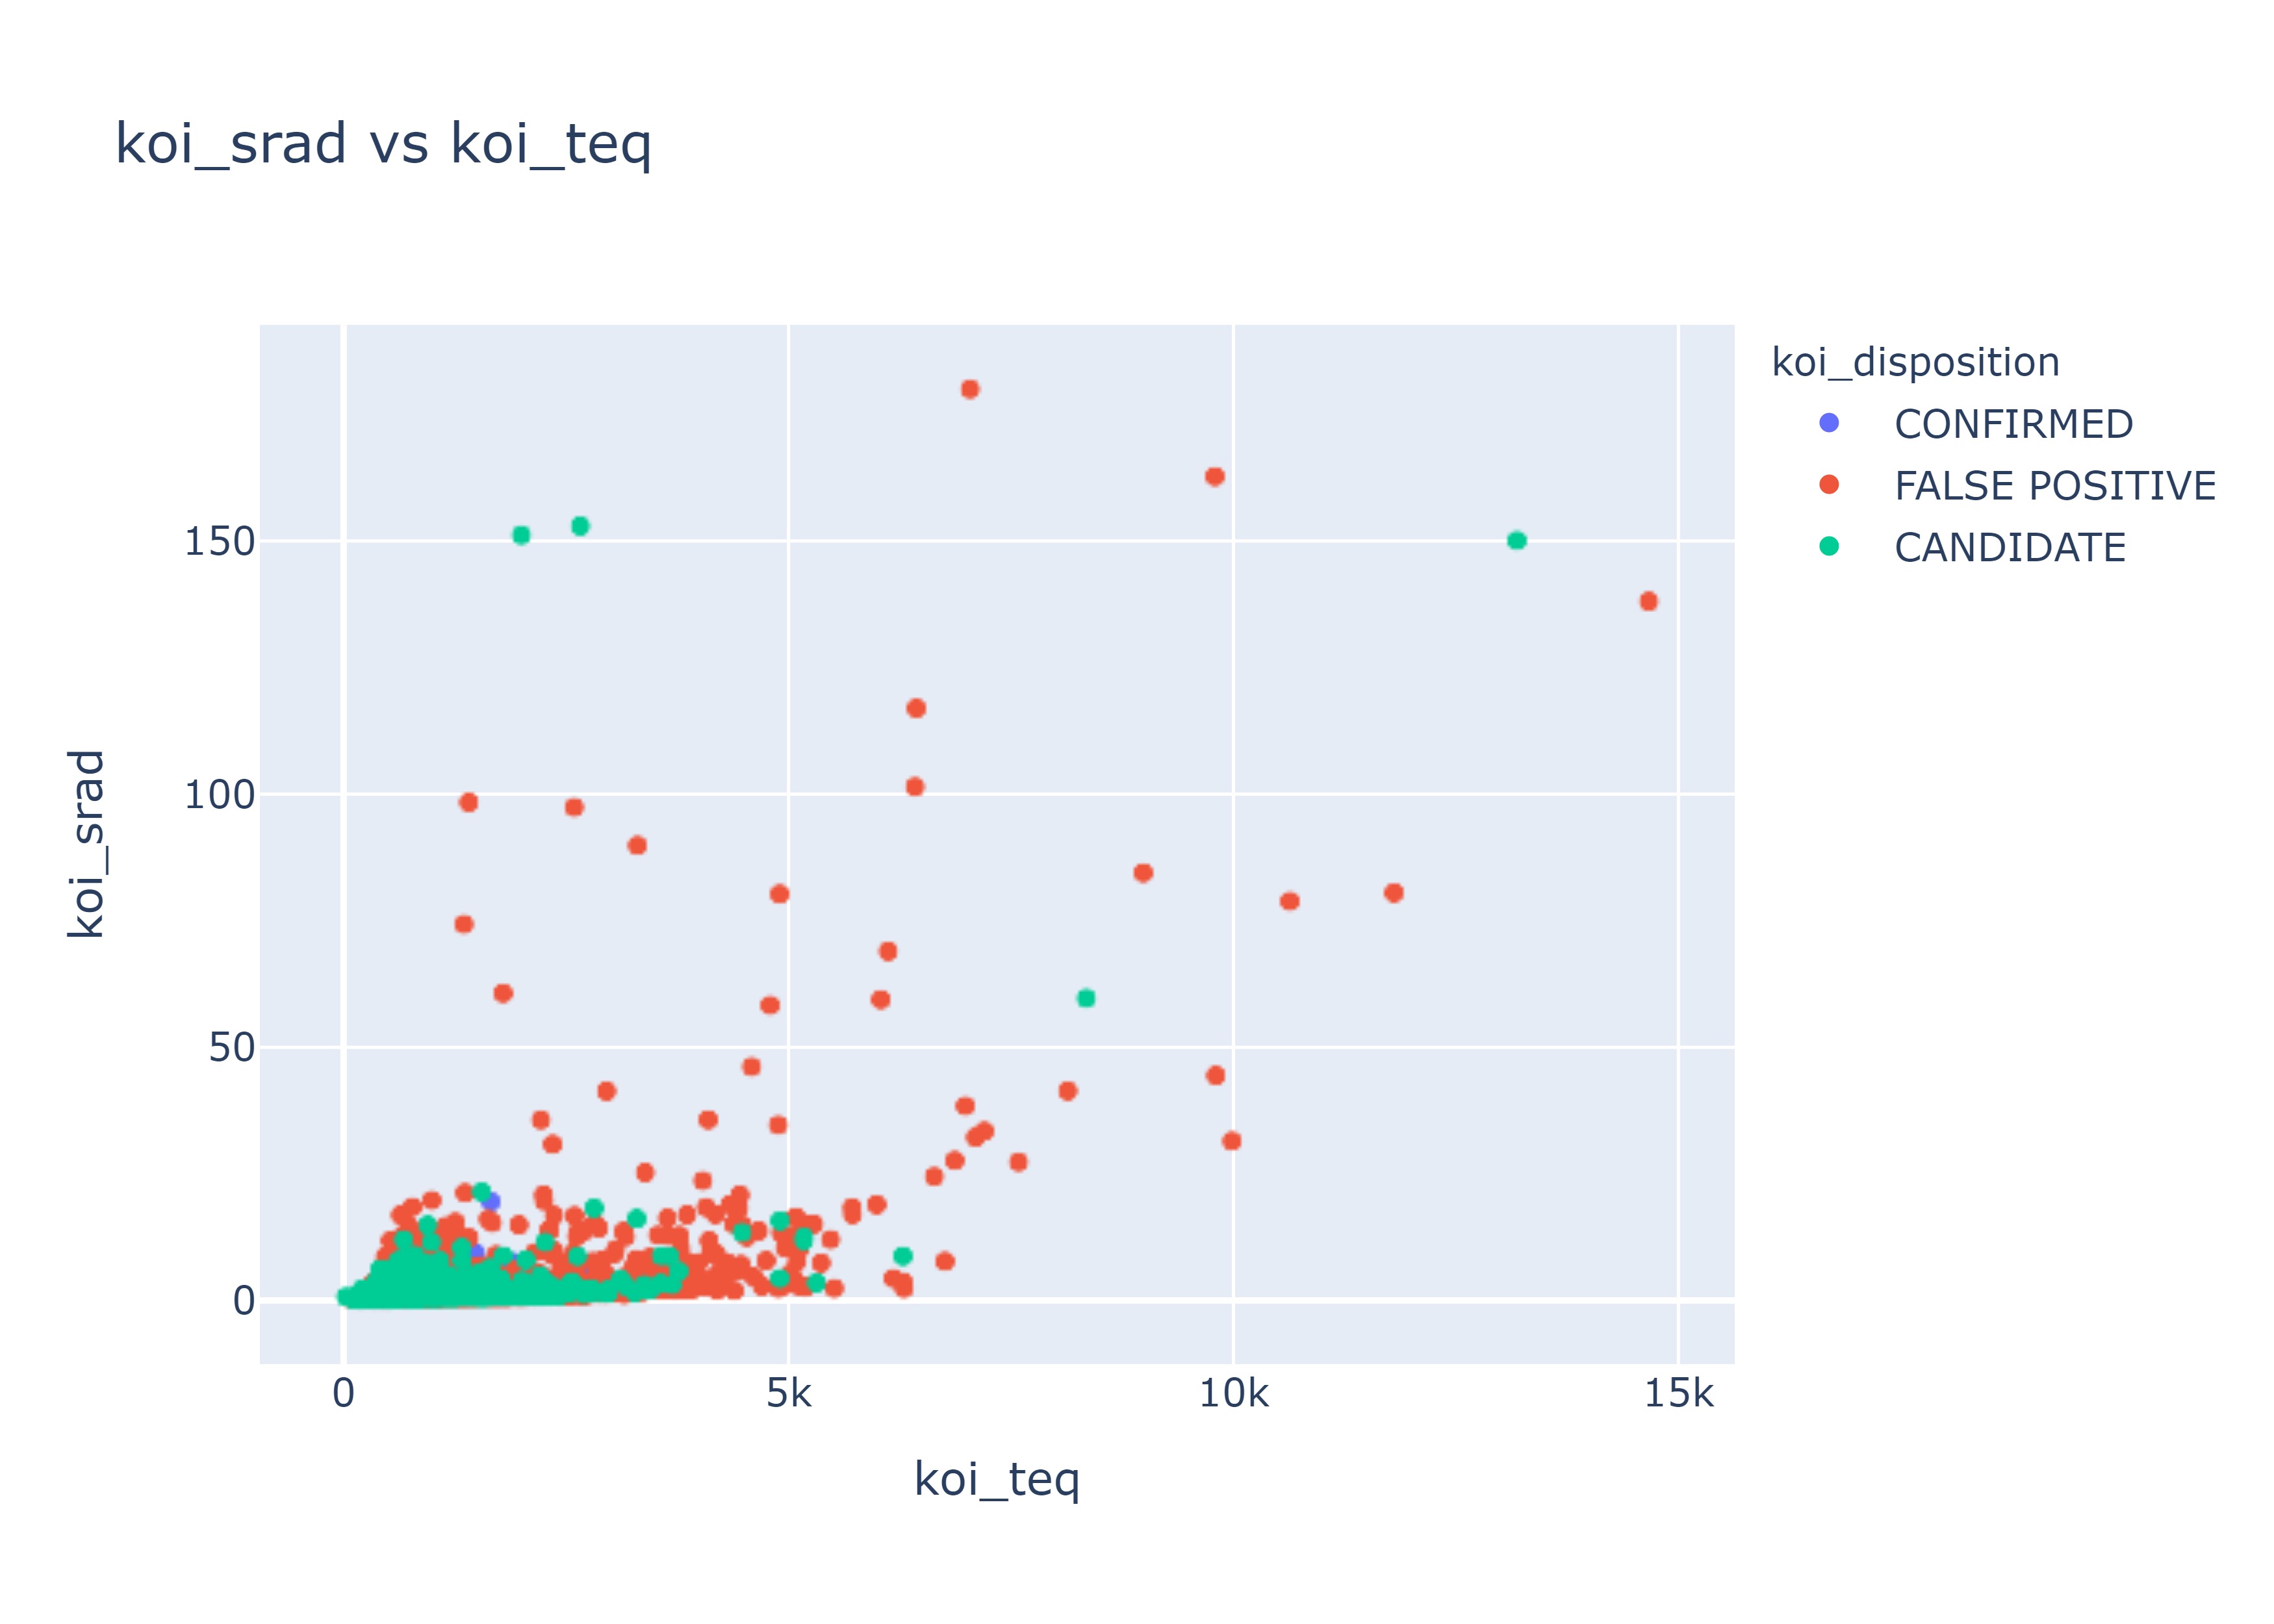 koi_srad vs koi_teq
koi_disposition
CONFIRMED
FALSE POSITIVE
CANDIDATE
150
100
50
0
koi_srad
0 5k 10k 15k
koi_teq